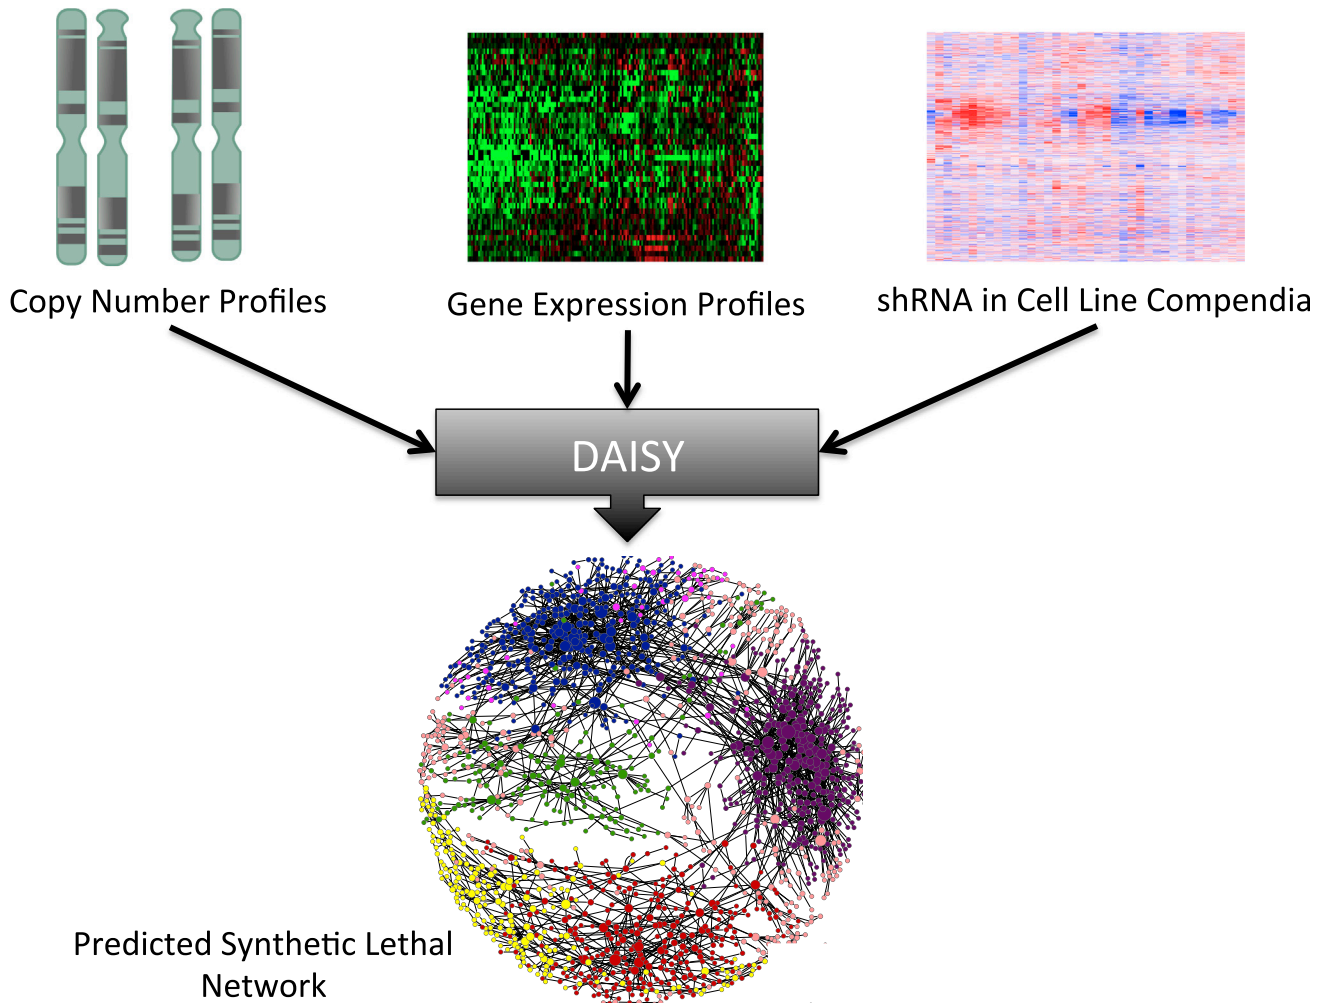 Copy Number Profiles
Gene Expression Profiles
shRNA in Cell Line Compendia
DAISY
Predicted Synthetic Lethal
Network